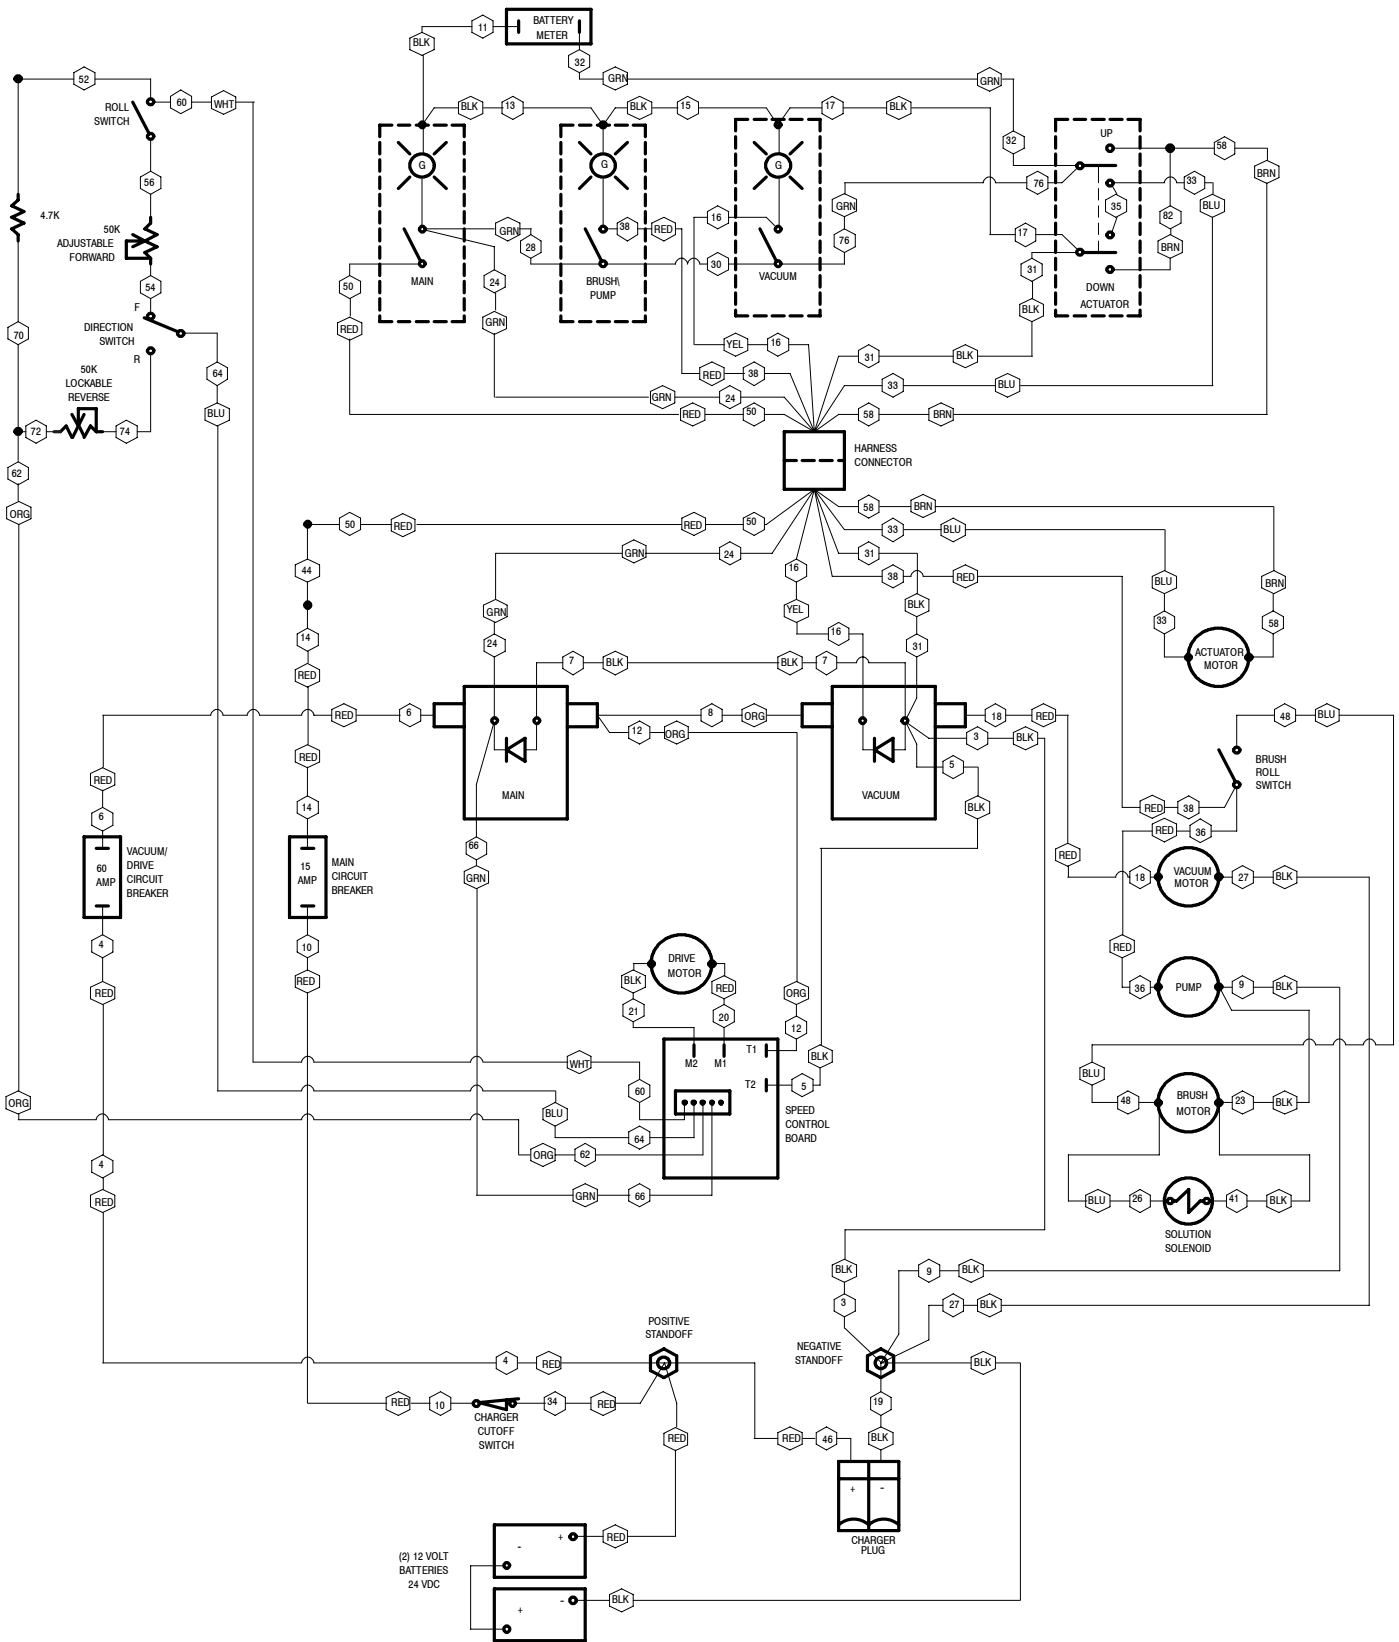 11
BATTERY
METER
BLK
32
GRN
GRN
52
ROLL
SWITCH
60
WHT
BLK
13
BLK
15
17
BLK
32
UP
58
BRN
G
G
G
56
76
33
BLU
4.7K
50K
ADJUSTABLE
FORWARD
GRN
28
38
RED
16
GRN
76
35
82
BRN
17
54
50
24
MAIN
BRUSH\
PUMP
30
VACUUM
31
BLK
DOWN
ACTUATOR
F
DIRECTION
SWITCH
R
70
RED
GRN
YEL
16
31
BLK
50K
LOCKABLE
REVERSE
64
BLU
RED
38
33
BLU
GRN
24
RED
50
58
BRN
72
74
HARNESS
CONNECTOR
62
ORG
50
RED
RED
50
58
BRN
33
BLU
GRN
24
31
38
RED
44
16
BLU
BRN
GRN
YEL
BLK
33
58
14
24
16
31
RED
7
BLK
BLK
7
ACTUATOR
MOTOR
RED
6
8
ORG
18
RED
48
BLU
12
ORG
3
BLK
RED
RED
5
BRUSH
ROLL
SWITCH
MAIN
VACUUM
6
14
BLK
RED
38
RED
36
VACUUM/
DRIVE
CIRCUIT
BREAKER
60
AMP
15
AMP
MAIN
CIRCUIT
BREAKER
66
GRN
RED
18
VACUUM
MOTOR
27
BLK
4
10
RED
RED
RED
DRIVE
MOTOR
BLK
RED
21
20
ORG
12
36
PUMP
9
BLK
WHT
M2
M1
T1
BLK
60
T2
5
BLU
ORG
BLU
64
SPEED
CONTROL
BOARD
48
BRUSH
MOTOR
23
BLK
ORG
62
4
RED
GRN
66
BLU
26
41
BLK
SOLUTION
SOLENOID
BLK
9
BLK
3
27
BLK
POSITIVE
STANDOFF
NEGATIVE
STANDOFF
4
RED
BLK
RED
10
34
RED
19
CHARGER
CUTOFF
SWITCH
RED
RED
46
BLK
+
-
CHARGER
PLUG
(2) 12 VOLT
BATTERIES
24 VDC
-
+
RED
+
-
BLK